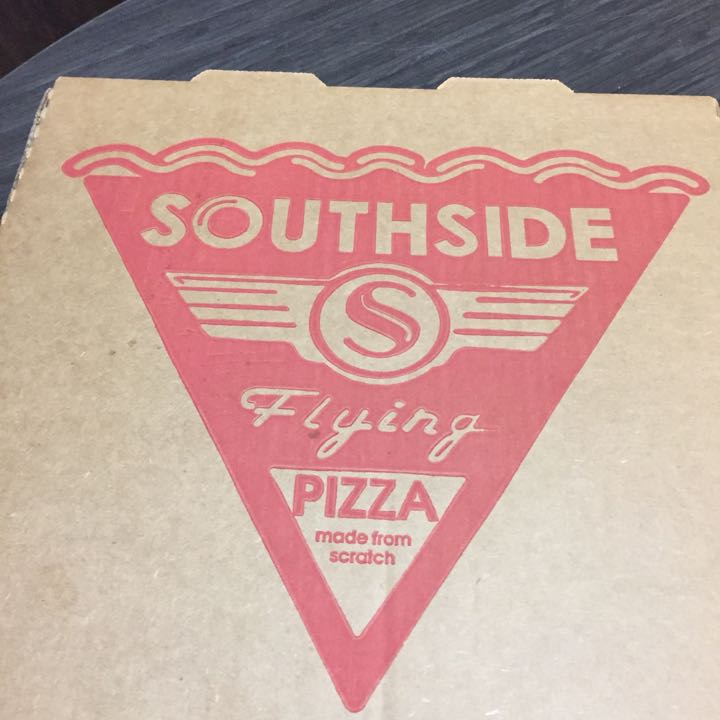 SOUTHSIDE
S
Flying
PIZZA
made from
scratch